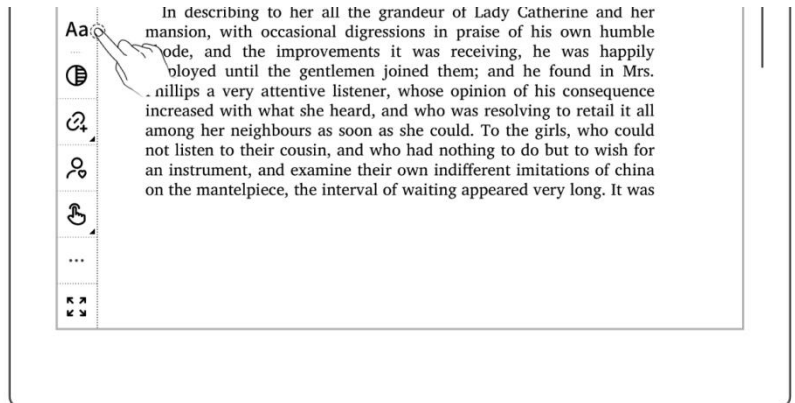 In describing to her all the grandeur of Lady Catherine and her
Aa
mansion, with occasional digressions in praise of his own humble
and the improvements it was receiving, he was happily
until the gentlemen joined them; and he found in Mrs.
a very attentive listener, whose opinion of his consequence
increased with what she heard, and who was resolving to retail it all
among her neighbours as soon as she could. To the girls, who could
not listen to their cousin, and who had nothing to do but to wish for
an instrument, and examine their own indifferent imitations of china
on the mantelpiece, the interval of waiting appeared very long. It was